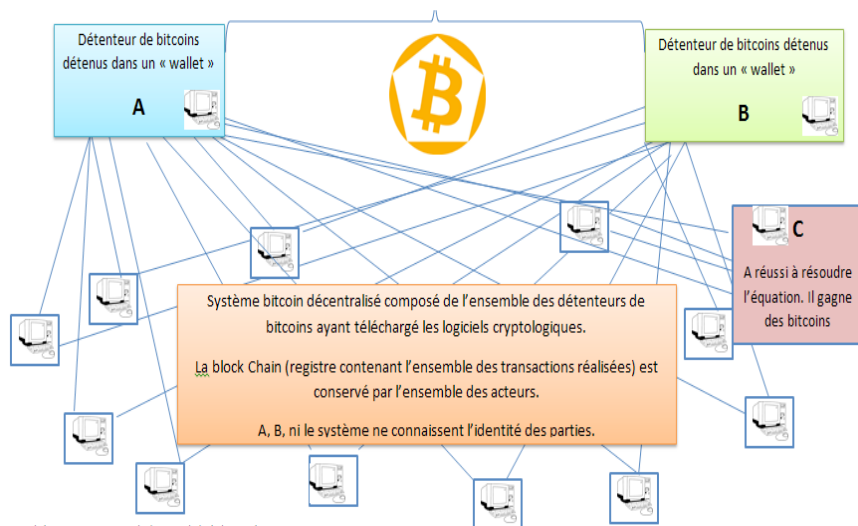 Détenteur de bitcoins
détenus dans un « wallet »
A
Détenteur de bitcoins détenus
dans un « wallet »
B
C
A réussi à résoudre
l'équation. Il gagne
des bitcoins
Système bitcoin décentralisé composé de l'ensemble des détenteurs de
bitcoins ayant téléchargé les logiciels cryptologiques.
La block Chain (registre contenant l'ensemble des transactions réalisées) est
conservé par l'ensemble des acteurs.
A, B, ni le système ne connaissent l'identité des parties.